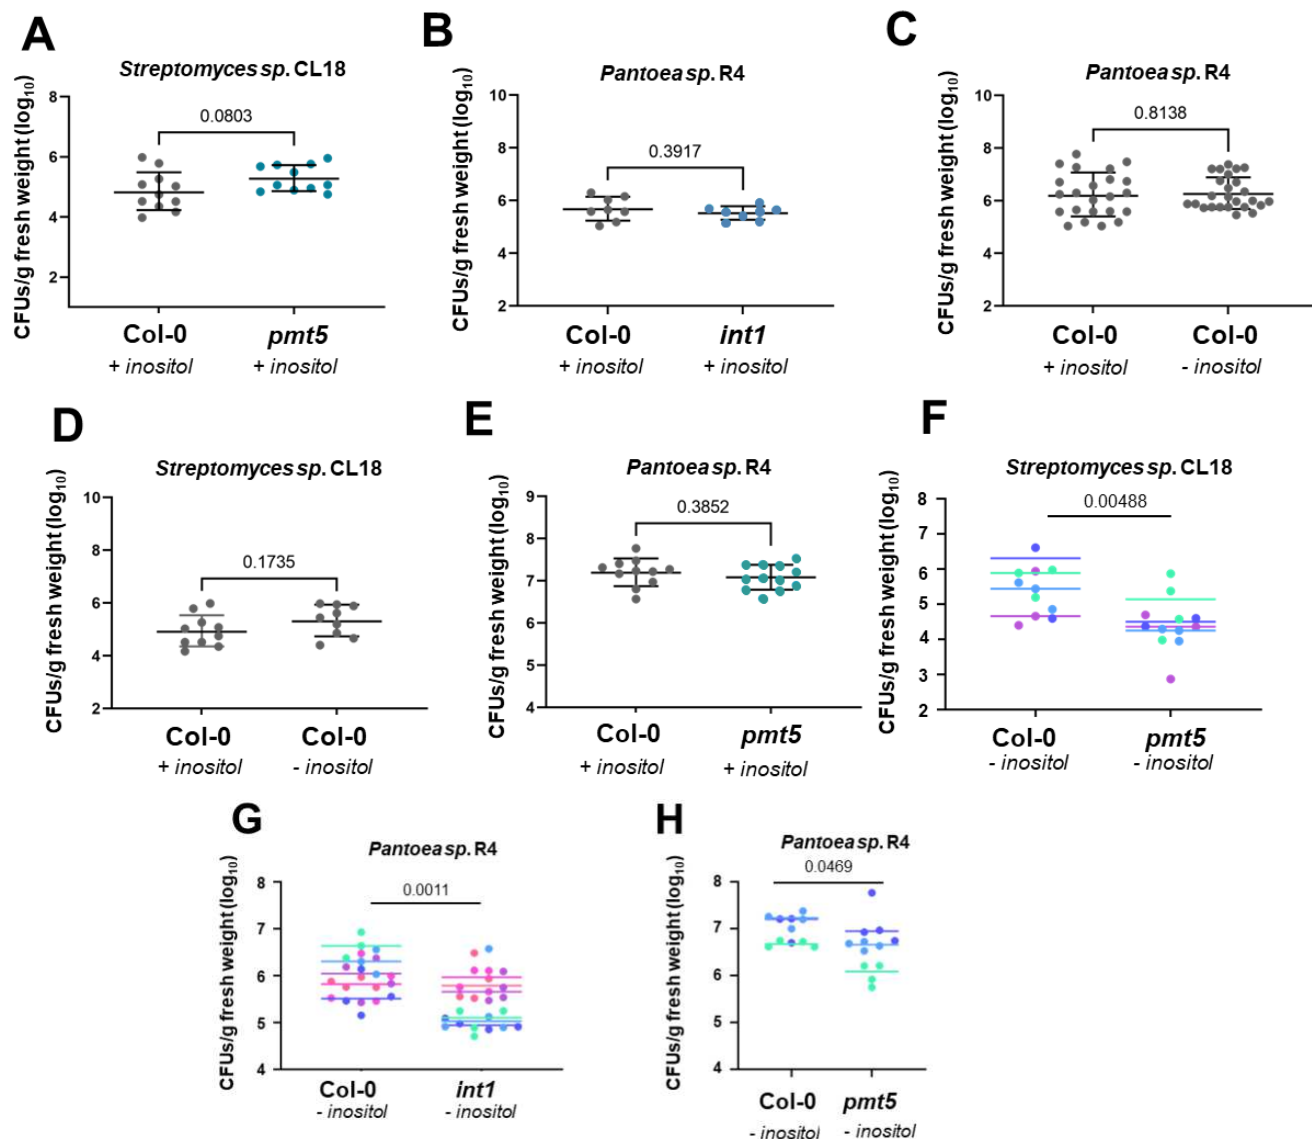 A
Streptomyces sp. CL18
CFUs/g fresh weight (log10)
8
6
4
2
0.0803
Col-0
+ inositol
pmt5
+ inositol
B
Pantoea sp. R4
CFUs/g fresh weight (log10)
10
8
6
4
2
0.3917
Col-0
+ inositol
int1
+ inositol
C
Pantoea sp. R4
CFUs/g fresh weight (log10)
10
8
6
4
2
0.8138
Col-0
+ inositol
Col-0
- inositol
D
Streptomyces sp. CL18
CFUs/g fresh weight (log10)
10
8
6
4
2
0.1735
Col-0
+ inositol
Col-0
- inositol
E
Pantoea sp. R4
CFUs/g fresh weight (log10)
9
8
7
6
5
4
0.3852
Col-0
+ inositol
pmt5
+ inositol
F
Streptomyces sp. CL18
CFUs/g fresh weight (log10)
8
7
6
5
4
3
2
0.00488
Col-0
- inositol
pmt5
- inositol
G
Pantoea sp. R4
CFUs/g fresh weight (log10)
8
7
6
5
4
0.0011
Col-0
- inositol
int1
- inositol
H
Pantoea sp. R4
CFUs/g fresh weight (log10)
8
7
6
5
4
0.0469
Col-0
- inositol
pmt5
- inositol